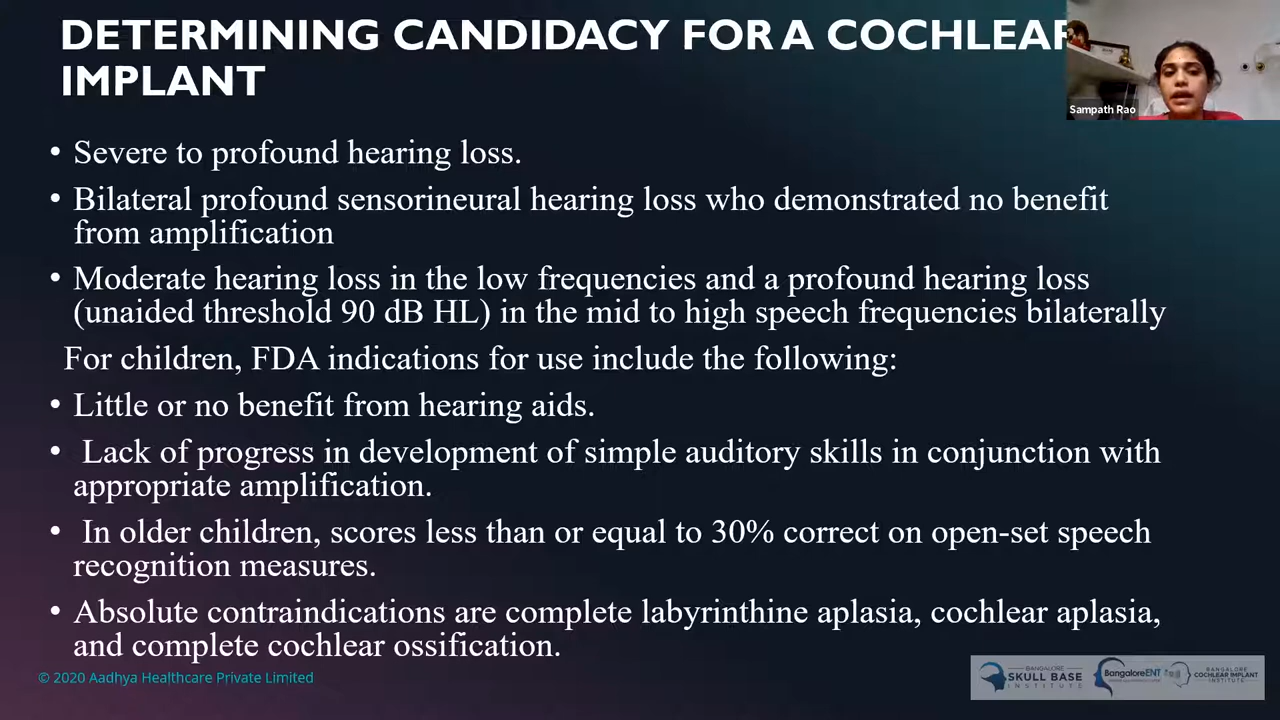 DETERMINING CANDIDACY FOR A COCHLEAR
IMPLANT
Sampath Rao
• Severe to profound hearing loss.
• Bilateral profound sensorineural hearing loss who demonstrated no benefit
from amplification
• Moderate hearing loss in the low frequencies and a profound hearing loss
(unaided threshold 90 dB HL) in the mid to high speech frequencies bilaterally
For children, FDA indications for use include the following:
• Little or no benefit from hearing aids.
• Lack of progress in development of simple auditory skills in conjunction with
appropriate amplification.
• In older children, scores less than or equal to 30% correct on open-set speech
recognition measures.
• Absolute contraindications are complete labyrinthine aplasia, cochlear aplasia,
and complete cochlear ossification.
© 2020 Aadhya Healthcare Private Limited
BANGALORE
SKULL BASE
INSTITUTE
BangaloreENT
BANGALORE
COCHLEAR IMPLANT
INSTITUTE